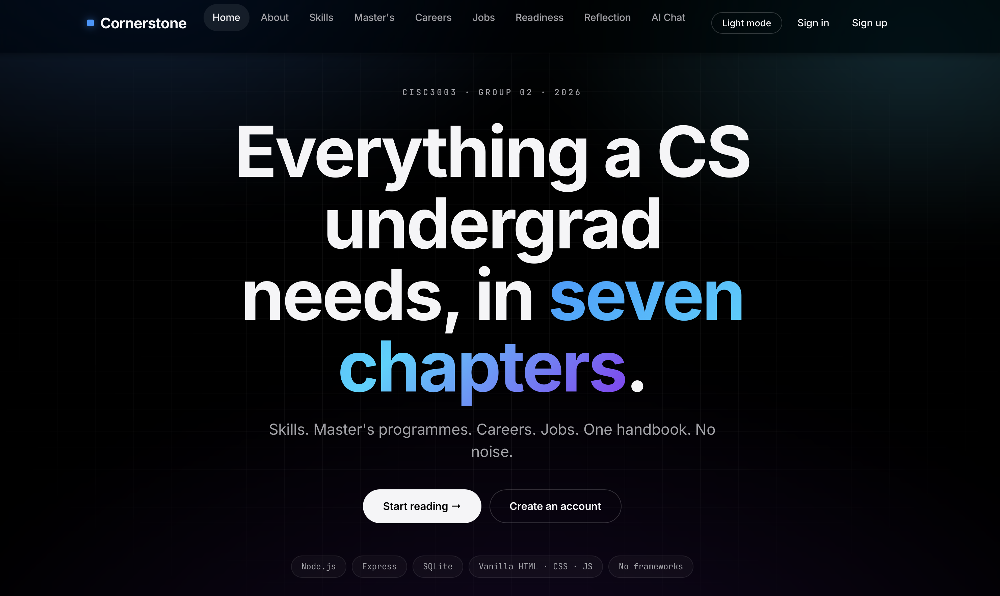 Cornerstone Home About Skills Master's Careers Jobs Readiness Reflection AI Chat Light mode Sign in Sign up
CISC3003 · GROUP 02 · 2026
Everything a CS
undergrad
needs, in seven
chapters.
Skills. Master's programmes. Careers. Jobs. One handbook. No
noise.
Start reading → Create an account
Node.js Express SQLite Vanilla HTML · CSS · JS No frameworks